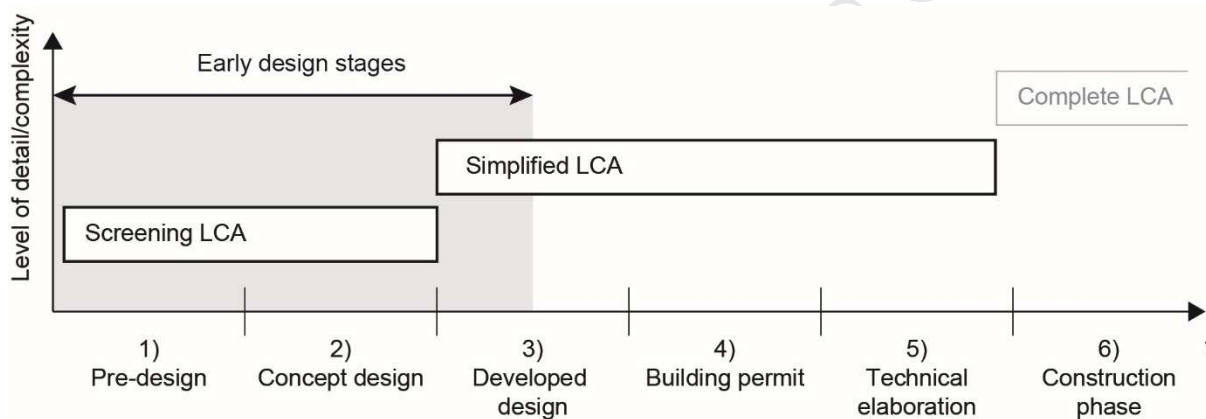 Level of detail/complexity
Early design stages
Complete LCA
Simplified LCA
Screening LCA
1)
Pre-design
2)
Concept design
3)
Developed
design
4)
Building permit
5)
Technical
elaboration
6)
Construction
phase